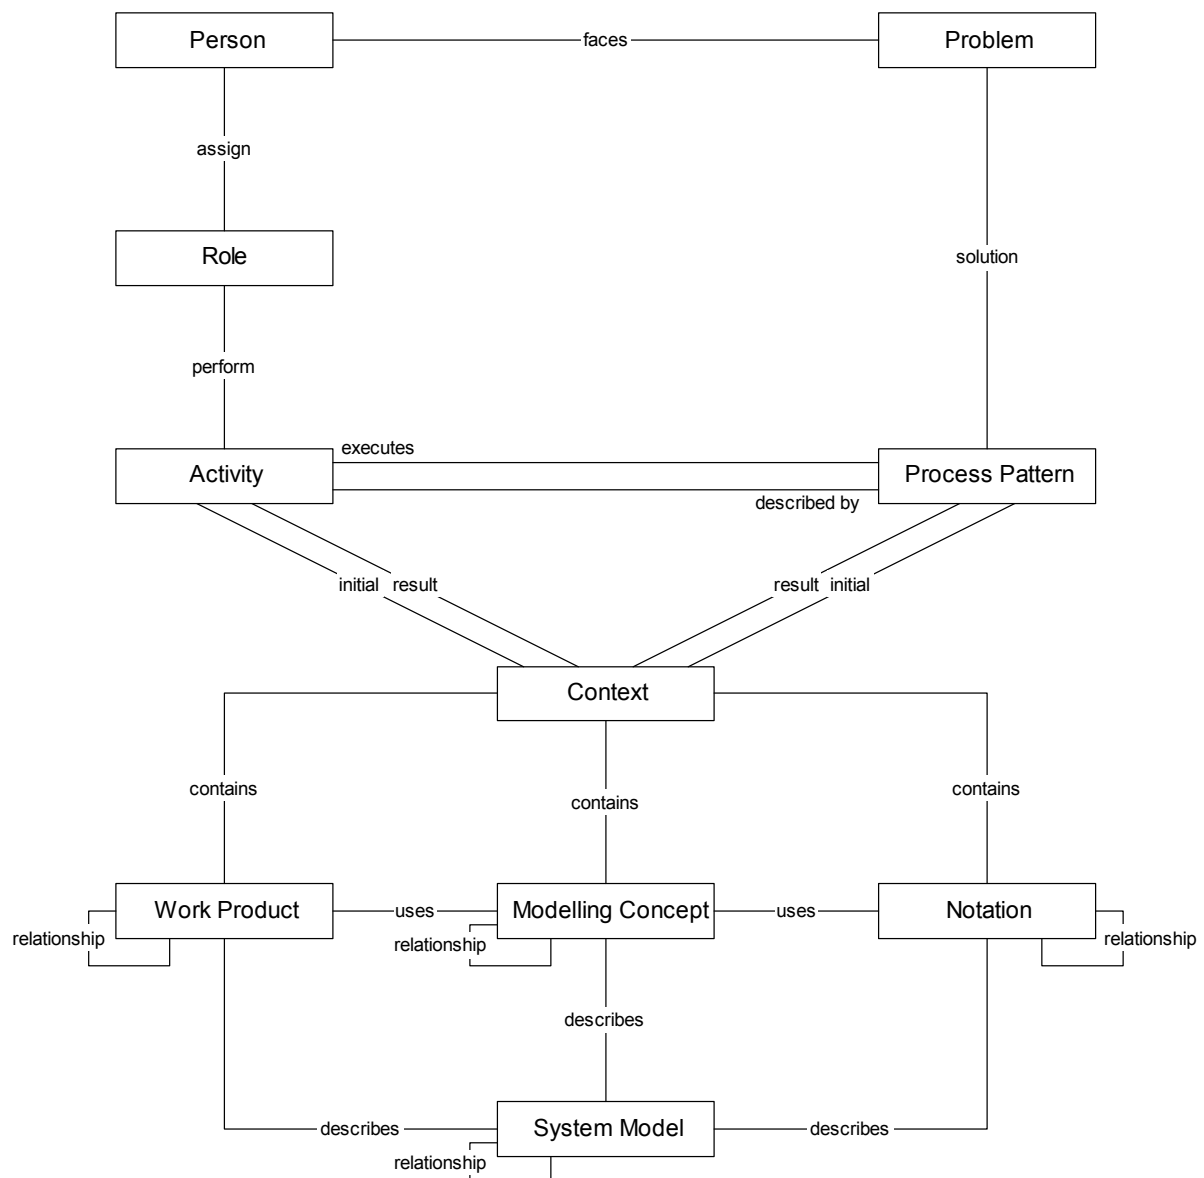 Person
faces
Problem
assign
Role
solution
perform
executes
Activity
Process Pattern
described by
initial
result
result
initial
Context
contains
contains
contains
Work Product
uses
Modelling Concept
uses
Notation
relationship
relationship
relationship
describes
describes
System Model
describes
relationship